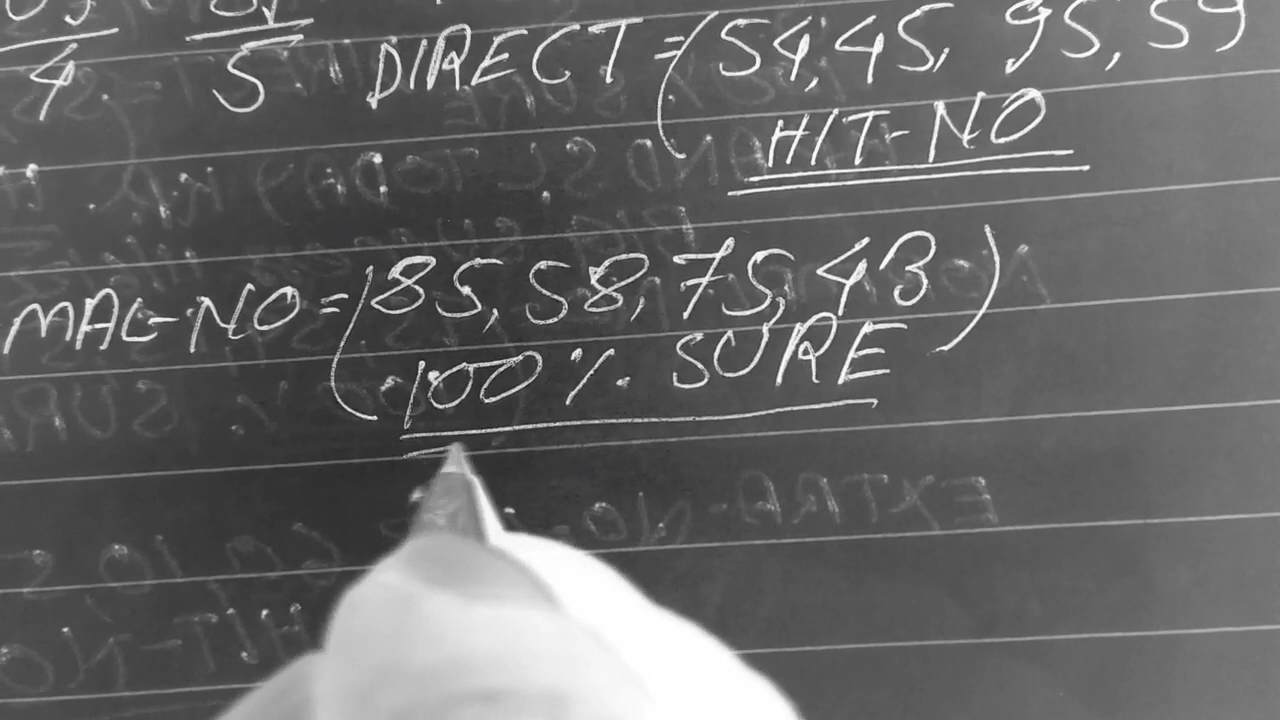 4 5 DIRECT=(54,45, 95,59
HIT-NO
MAG-NO=(85,58,75,43)
(100%. SURE